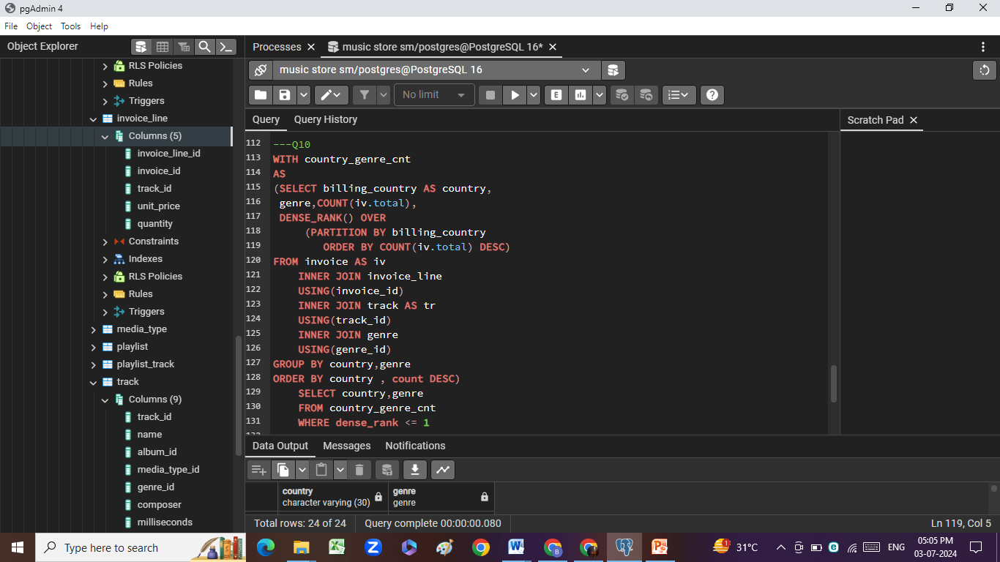 pgAdmin 4
File Object Tools Help
Object Explorer
RLS Policies
Rules
Triggers
invoice_line
Columns (5)
invoice_line_id
invoice_id
track_id
unit_price
quantity
Constraints
Indexes
RLS Policies
Rules
Triggers
media_type
playlist
playlist_track
track
Columns (9)
track_id
name
album_id
media_type_id
genre_id
composer
milliseconds
Processes music store sm/postgres@PostgreSQL 16*
music store sm/postgres@PostgreSQL 16
No limit
E
Query Query History
Scratch Pad
112 ---Q10
113 WITH country_genre_cnt
114 AS
115 (SELECT billing_country AS country,
116 genre,COUNT(iv.total),
117 DENSE_RANK() OVER
118 (PARTITION BY billing_country
119 ORDER BY COUNT(iv.total) DESC)
120 FROM invoice AS iv
121 INNER JOIN invoice_line
122 USING(invoice_id)
123 INNER JOIN track AS tr
124 USING(track_id)
125 INNER JOIN genre
126 USING(genre_id)
127 GROUP BY country,genre
128 ORDER BY country , count DESC)
129 SELECT country,genre
130 FROM country_genre_cnt
131 WHERE dense_rank <= 1
Data Output Messages Notifications
country genre
character varying (30) genre
Total rows: 24 of 24 Query complete 00:00:00.080 Ln 119, Col 5
Type here to search
31°C ENG 05:05 PM
03-07-2024